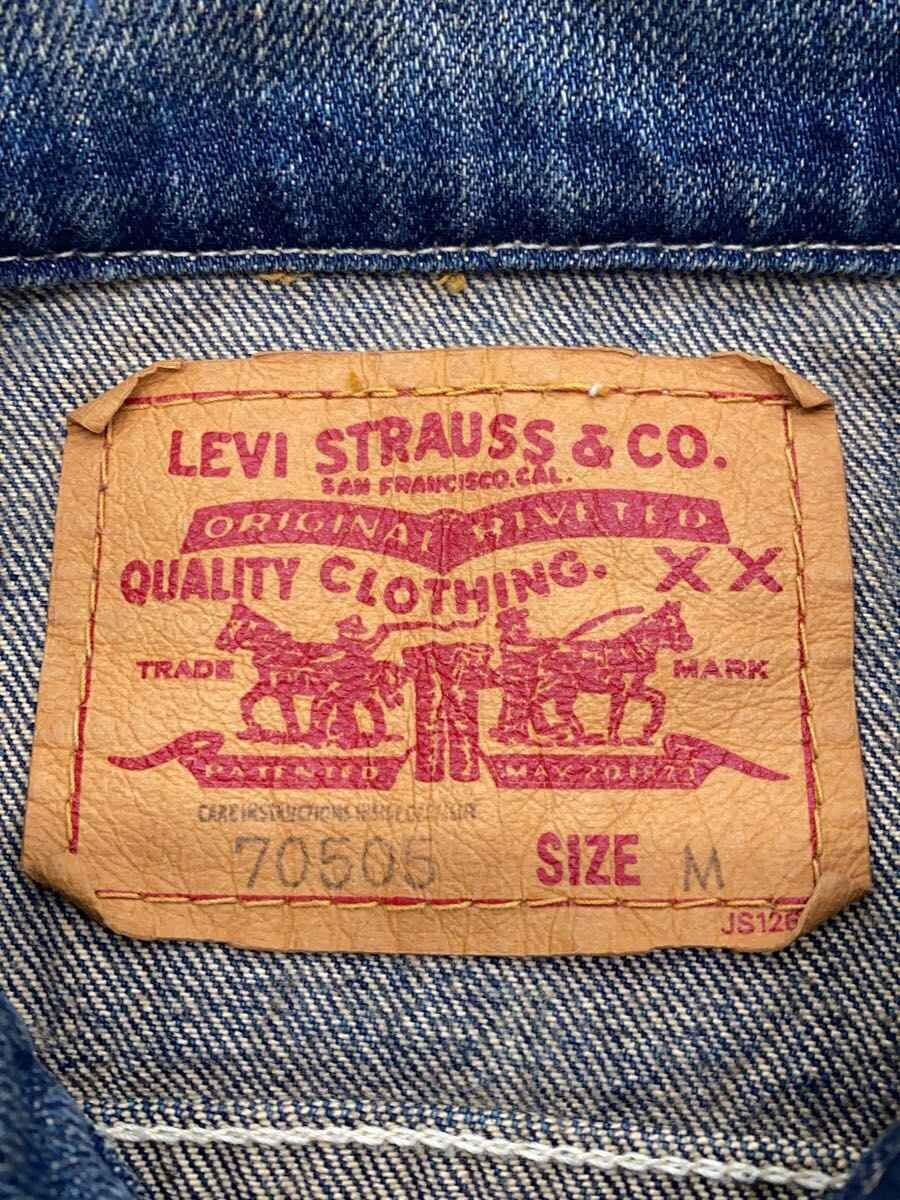 LEVI STRAUSS & CO.
SAN FRANCISCO, CAL.
ORIGINAL RIVETED
QUALITY CLOTHING. XX
TRADE MARK
PATENTED MAY 20 1873
CARE INSTRUCTIONS INSIDE GARMENT
70505 SIZE M
JS126